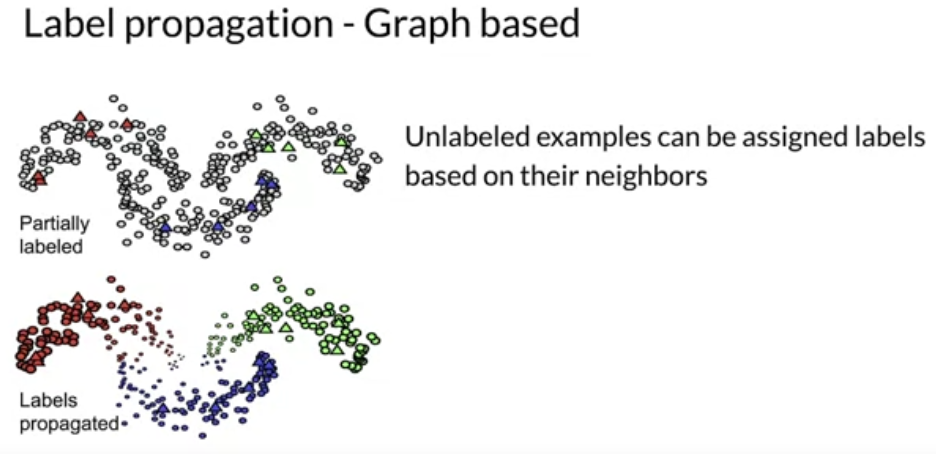 Label propagation - Graph based
Unlabeled examples can be assigned labels
based on their neighbors
Partially
labeled
Labels
propagated